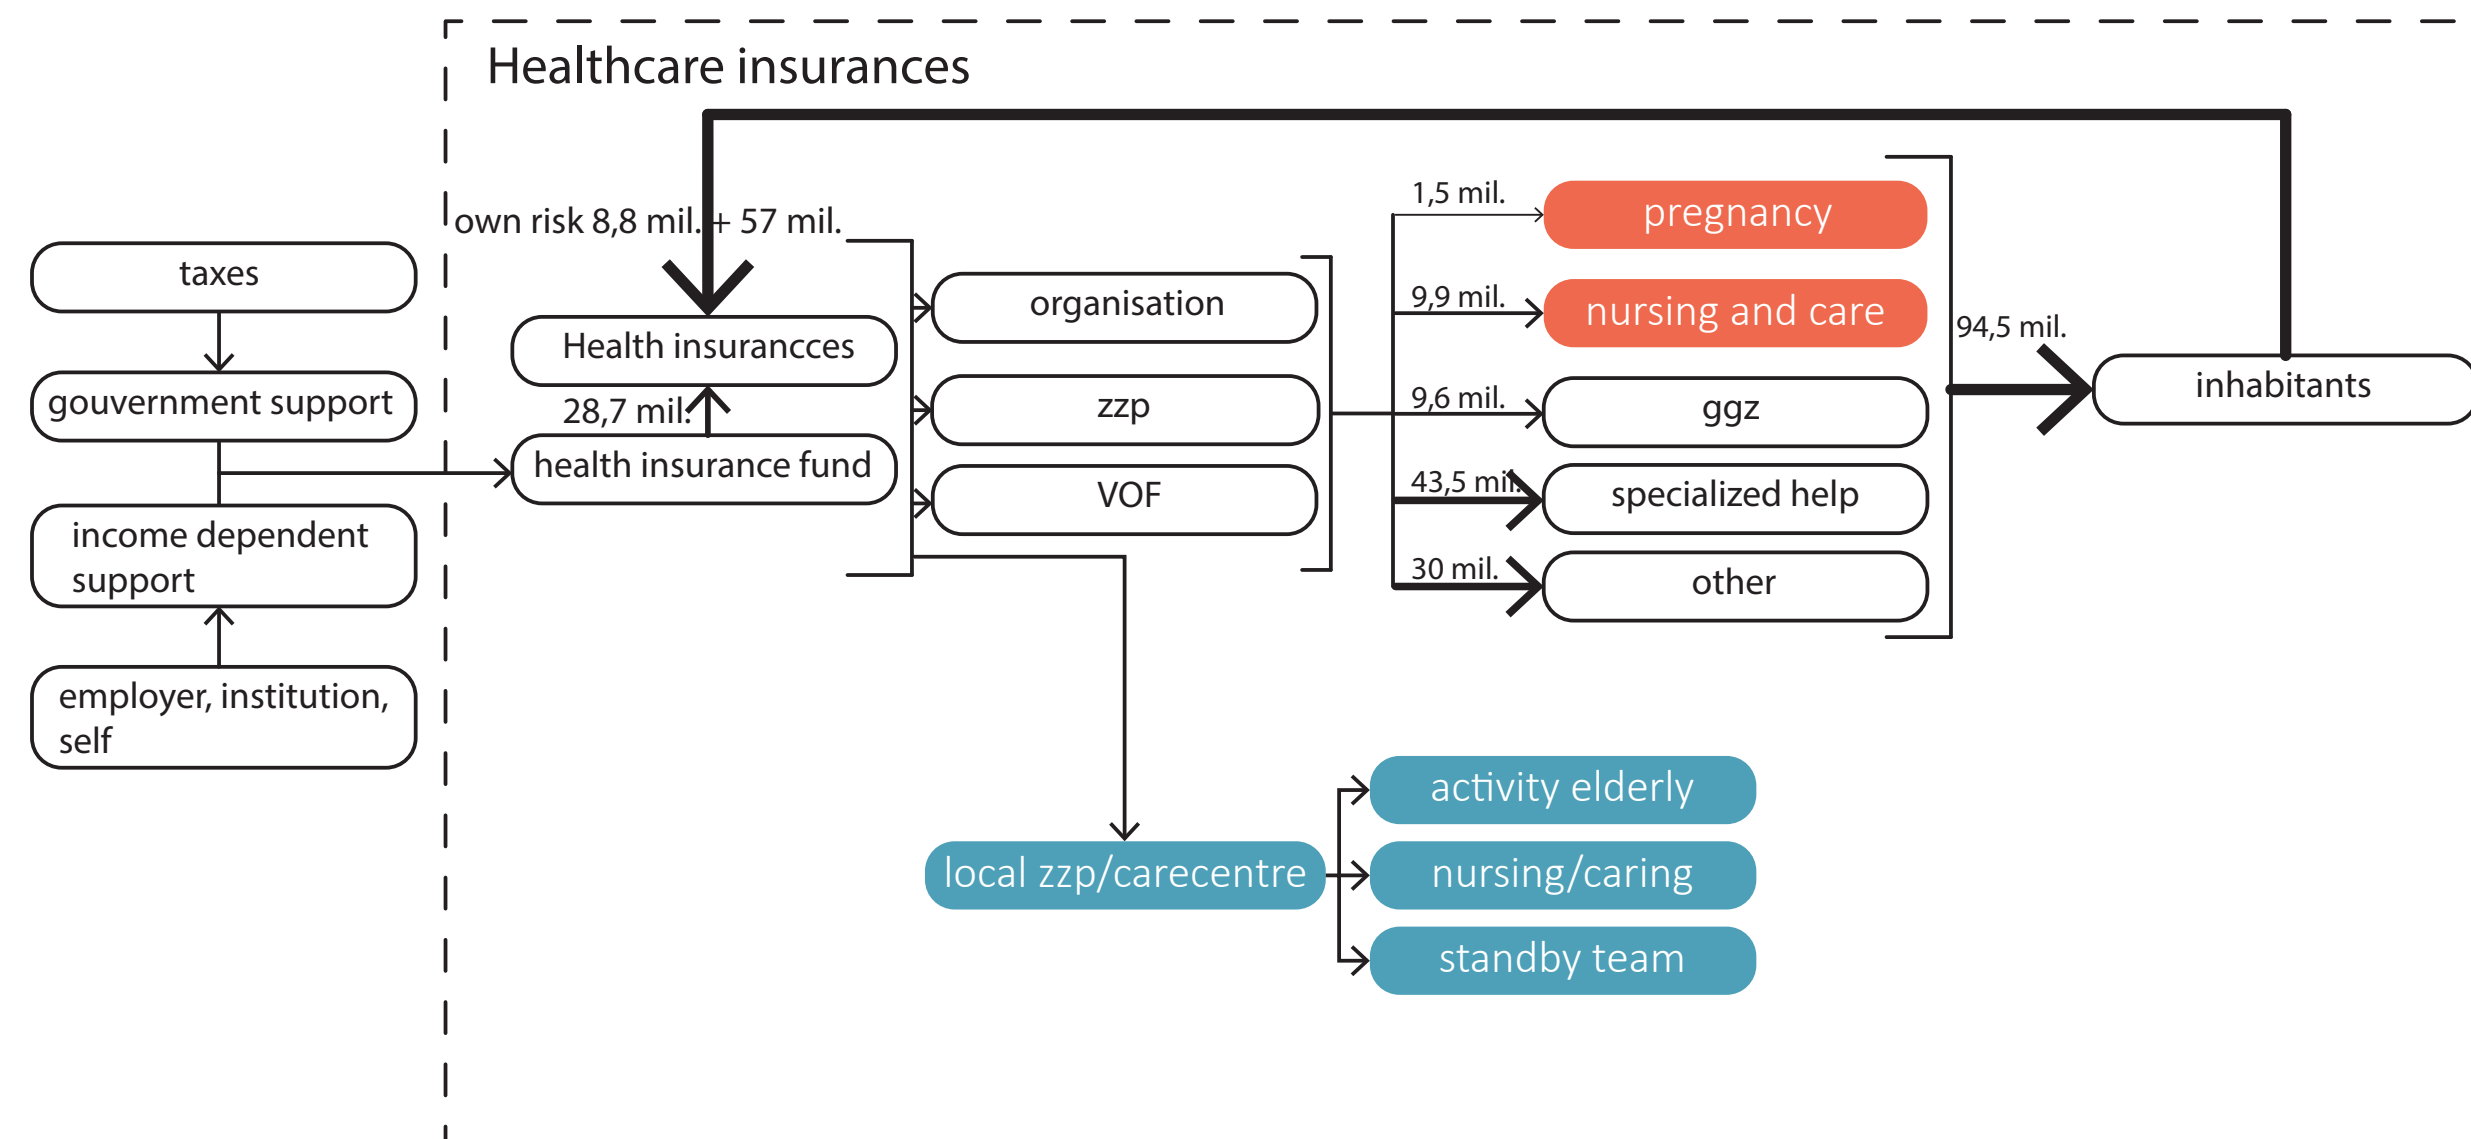 Healthcare insurances
own risk 8,8 mil. + 57 mil.
taxes
gouvernment support
income dependent
support
employer, institution,
self
Health insurancces
28,7 mil.
health insurance fund
organisation
zzp
VOF
1,5 mil.
pregnancy
9,9 mil.
nursing and care
9,6 mil.
ggz
43,5 mil.
specialized help
30 mil.
other
94,5 mil.
inhabitants
local zzp/carecentre
activity elderly
nursing/caring
standby team